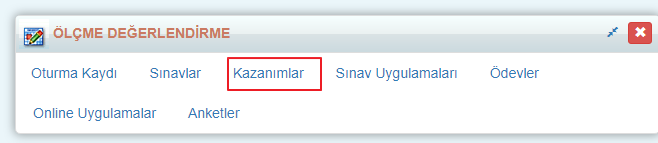 ÖLÇME DEĞERLENDİRME
Oturma Kaydı Sınavlar Kazanımlar Sınav Uygulamaları Ödevler
Online Uygulamalar Anketler